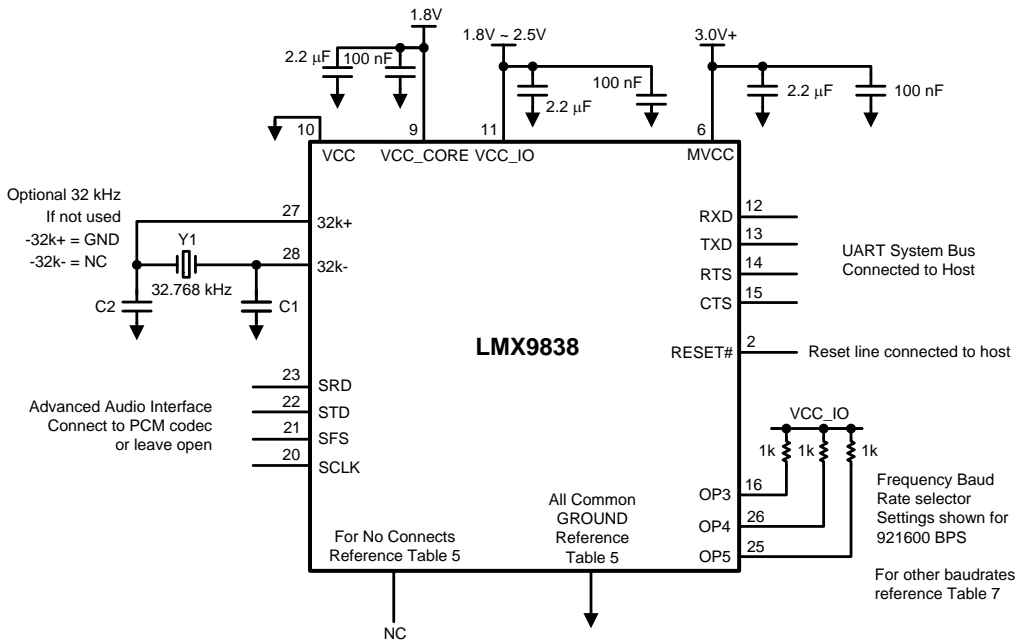 1.8V
1.8V ~ 2.5V
3.0V+
2.2 μF
100 nF
2.2 μF
100 nF
2.2 μF
100 nF
10
9
11
6
VCC
VCC_CORE
VCC_IO
MVCC
Optional 32 kHz
If not used
-32k+ = GND
-32k- = NC
27
32k+
Y1
28
32k-
32.768 kHz
C2
C1
RXD
12
TXD
13
RTS
14
CTS
15
UART System Bus
Connected to Host
LMX9838
RESET#
2
Reset line connected to host
Advanced Audio Interface
Connect to PCM codec
or leave open
23
SRD
22
STD
21
SFS
20
SCLK
VCC_IO
1k
1k
1k
OP3
16
OP4
26
OP5
25
Frequency Baud
Rate selector
Settings shown for
921600 BPS
For other baudrates
reference Table 7
For No Connects
Reference Table 5
All Common
GROUND
Reference
Table 5
NC